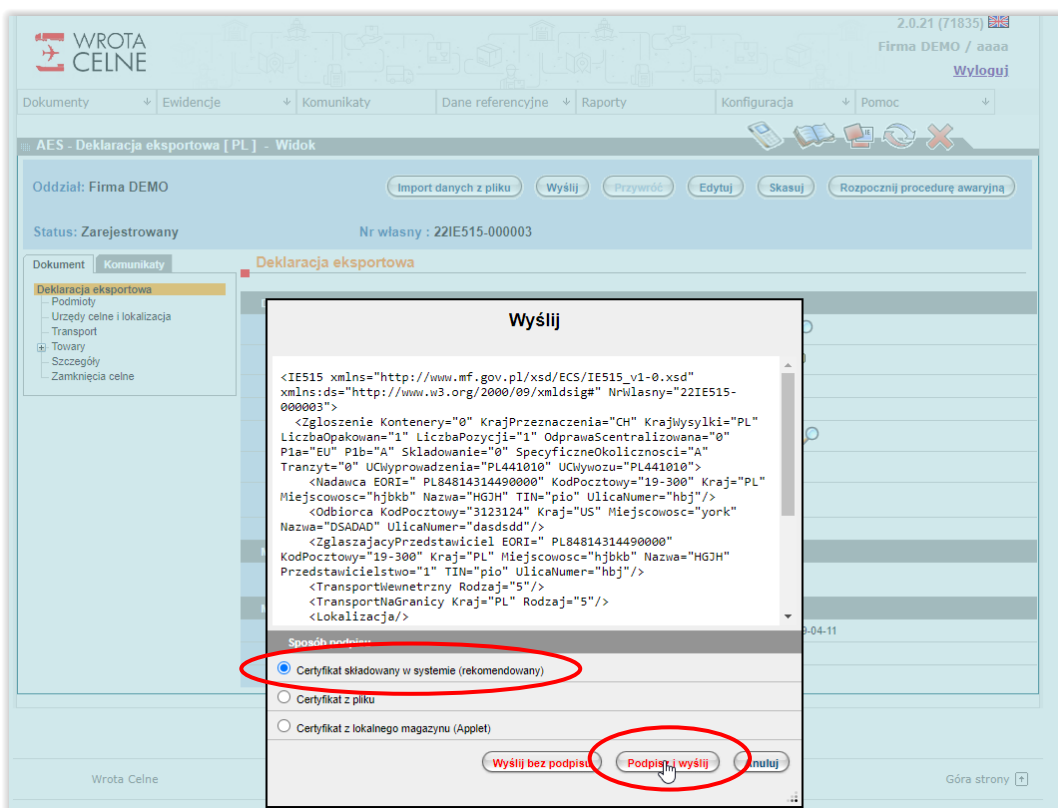 2.0.21 (71835)
WROTA
CELNE
Firma DEMO / aaaa
Wyloguj
Dokumenty
Ewidencje
Komunikaty
Dane referencyjne
Raporty
Konfiguracja
Pomoc
AES - Deklaracja eksportowa [ PL ] - Widok
Oddział: Firma DEMO
Import danych z pliku
Wyślij
Przywróć
Edytuj
Skasuj
Rozpocznij procedurę awaryjną
Status: Zarejestrowany
Nr własny : 22IE515-000003
Dokument
Komunikaty
Deklaracja eksportowa
Deklaracja eksportowa
Podmioty
Urzędy celne i lokalizacja
Transport
Towary
Szczegóły
Zamknięcia celne
Wyślij
<IE515 xmlns="http://www.mf.gov.pl/xsd/ECS/IE515_v1-0.xsd"
xmlns:ds="http://www.w3.org/2000/09/xmldsig#" NrWlasny="22IE515-
000003">
<Zgloszenie Kontenery="0" KrajPrzeznaczenia="CH" KrajWysylki="PL"
LiczbaOpakowan="1" LiczbaPozycji="1" OdprawaScentralizowana="0"
P1a="EU" P1b="A" Skladowanie="0" SpecyficzneOkolicznosci="A"
Tranzyt="0" UCWyprowadzenia="PL441010" UCWywozu="PL441010">
<Nadawca EORI=" PL84814314490000" KodPocztowy="19-300" Kraj="PL"
Miejscowosc="hjbkb" Nazwa="HGJH" TIN="pio" UlicaNumer="hbj"/>
<Odbiorca KodPocztowy="3123124" Kraj="US" Miejscowosc="york"
Nazwa="DSADAD" UlicaNumer="dasdsdd"/>
<ZglaszajacyPrzedstawiciel EORI=" PL84814314490000"
KodPocztowy="19-300" Kraj="PL" Miejscowosc="hjbkb" Nazwa="HGJH"
Przedstawicielstwo="1" TIN="pio" UlicaNumer="hbj"/>
<TransportWewnetrzny Rodzaj="5"/>
<TransportNaGranicy Kraj="PL" Rodzaj="5"/>
<Lokalizacja/>
-04-11
Sposób podpisu
Certyfikat składowany w systemie (rekomendowany)
Certyfikat z pliku
Certyfikat z lokalnego magazynu (Applet)
Wyślij bez podpisu
Podpisz i wyślij
Anuluj
Wrota Celne
Góra strony